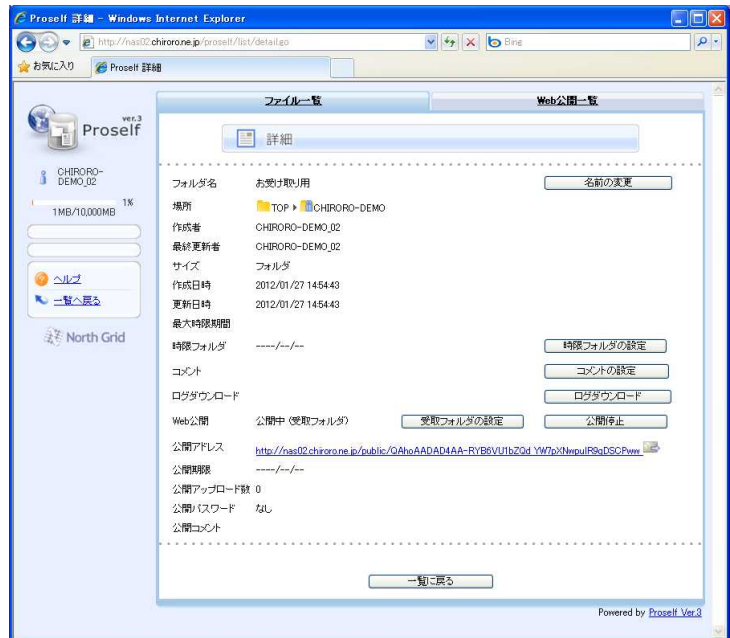 Proself 詳細 - Windows Internet Explorer
http://nas02.chiroro.ne.jp/proself/list/detail.go
Bing
お気に入り
Proself 詳細
ファイル一覧
Web公開一覧
ver.3
Proself
詳細
CHIRORO-
DEMO_02
1%
1MB/10,000MB
ヘルプ
一覧へ戻る
North Grid
フォルダ名 お受け取り用 名前の変更
場所 TOP CHIRORO-DEMO
作成者 CHIRORO-DEMO_02
最終更新者 CHIRORO-DEMO_02
サイズ フォルダ
作成日時 2012/01/27 14:54:43
更新日時 2012/01/27 14:54:43
最大時限期間
時限フォルダ ----/--/-- 時限フォルダの設定
コメント コメントの設定
ログダウンロード ログダウンロード
Web公開 公開中 (受取フォルダ) 受取フォルダの設定 公開停止
公開アドレス http://nas02.chiroro.ne.jp/public/QAhoAADAD4AA-RYB6VU1bZQd_YW7pXNwpulR9qDSCPww
公開期限 ----/--/--
公開アップロード数 0
公開パスワード なし
公開コメント
一覧に戻る
Powered by Proself Ver.3